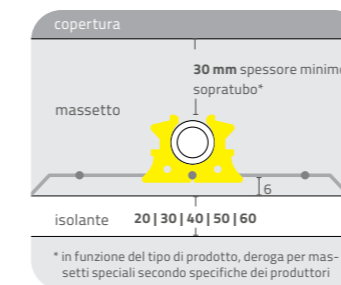 copertura
30 mm spessore minimo
sopratubo*
massetto
6
isolante 20 | 30 | 40 | 50 | 60
* in funzione del tipo di prodotto, deroga per mas-
setti speciali secondo specifiche dei produttori